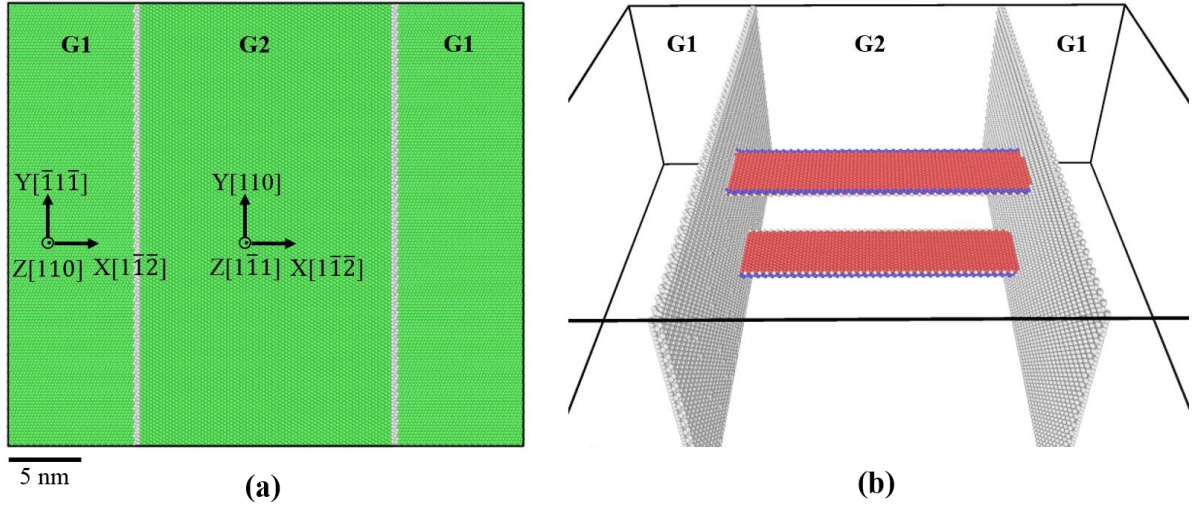 G1 G2 G1
Y[1̄11̄] Y[110]
Z[110] X[11̄2̄] Z[11̄1] X[11̄2̄]
5 nm
(a)
G1 G2 G1
(b)